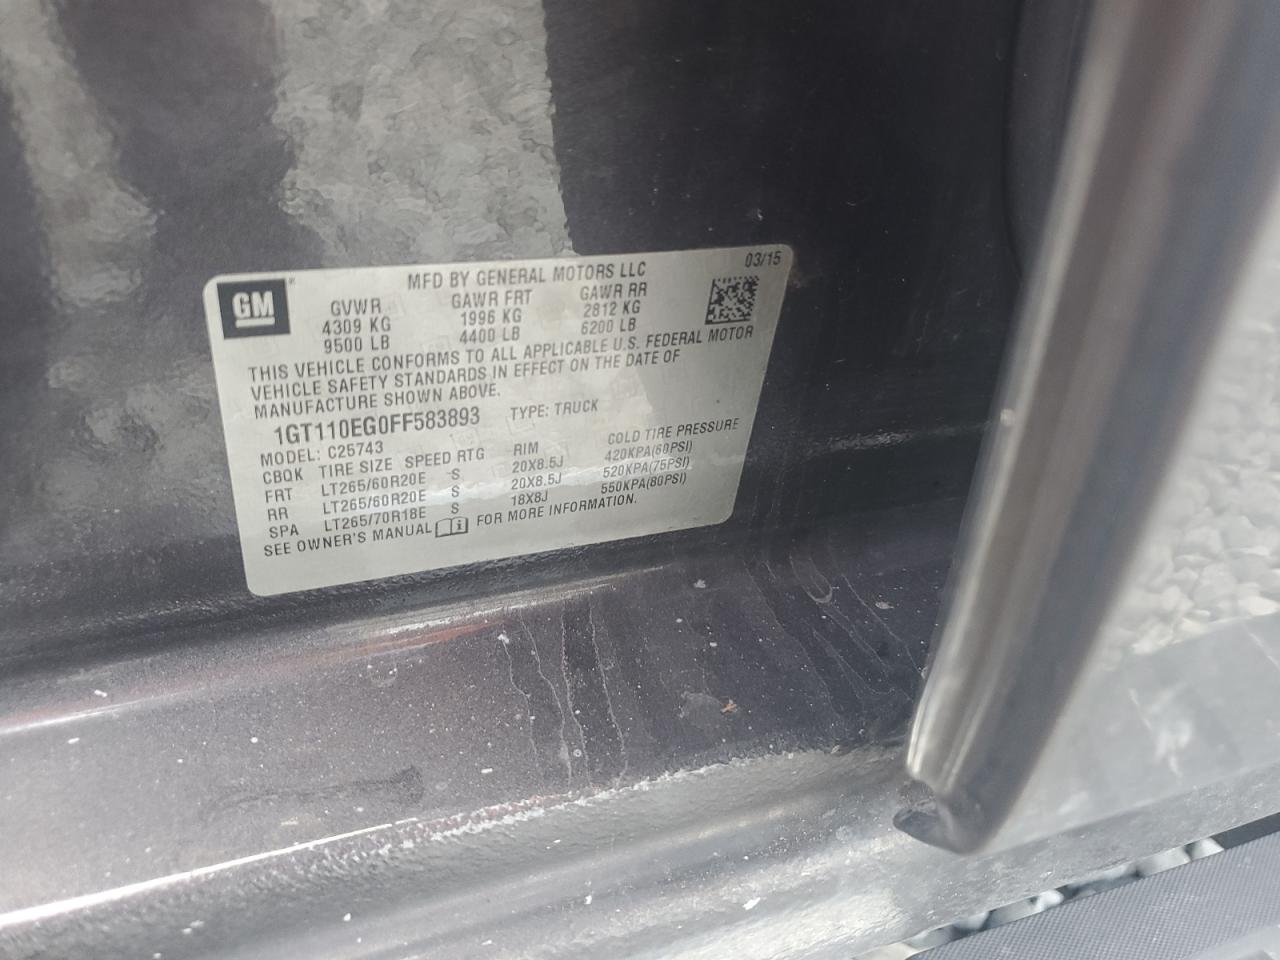 03/15
GM
MFD BY GENERAL MOTORS LLC
GVWR GAWR FRT GAWR RR
4309 KG 1996 KG 2812 KG
9500 LB 4400 LB 6200 LB
THIS VEHICLE CONFORMS TO ALL APPLICABLE U.S. FEDERAL MOTOR
VEHICLE SAFETY STANDARDS IN EFFECT ON THE DATE OF
MANUFACTURE SHOWN ABOVE.
1GT110EG0FF583893 TYPE: TRUCK
MODEL: C25743
CBQK TIRE SIZE SPEED RTG RIM COLD TIRE PRESSURE
FRT LT265/60R20E S 20X8.5J 420KPA(60PSI)
RR LT265/60R20E S 20X8.5J 520KPA(75PSI)
SPA LT265/70R18E S 18X8J 550KPA(80PSI)
SEE OWNER'S MANUAL FOR MORE INFORMATION.